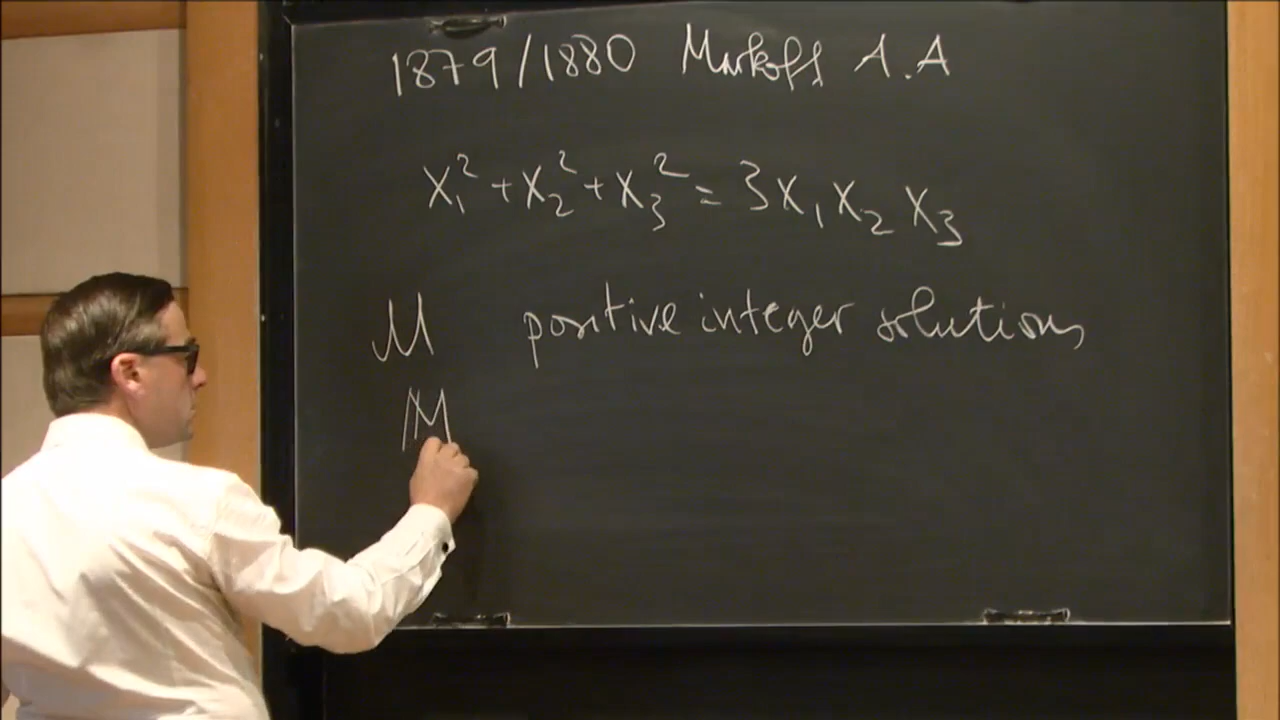 1879/1880 Markoff A.A
x₁² + x₂² + x₃² = 3x₁x₂x₃
M positive integer solutions
𝕄